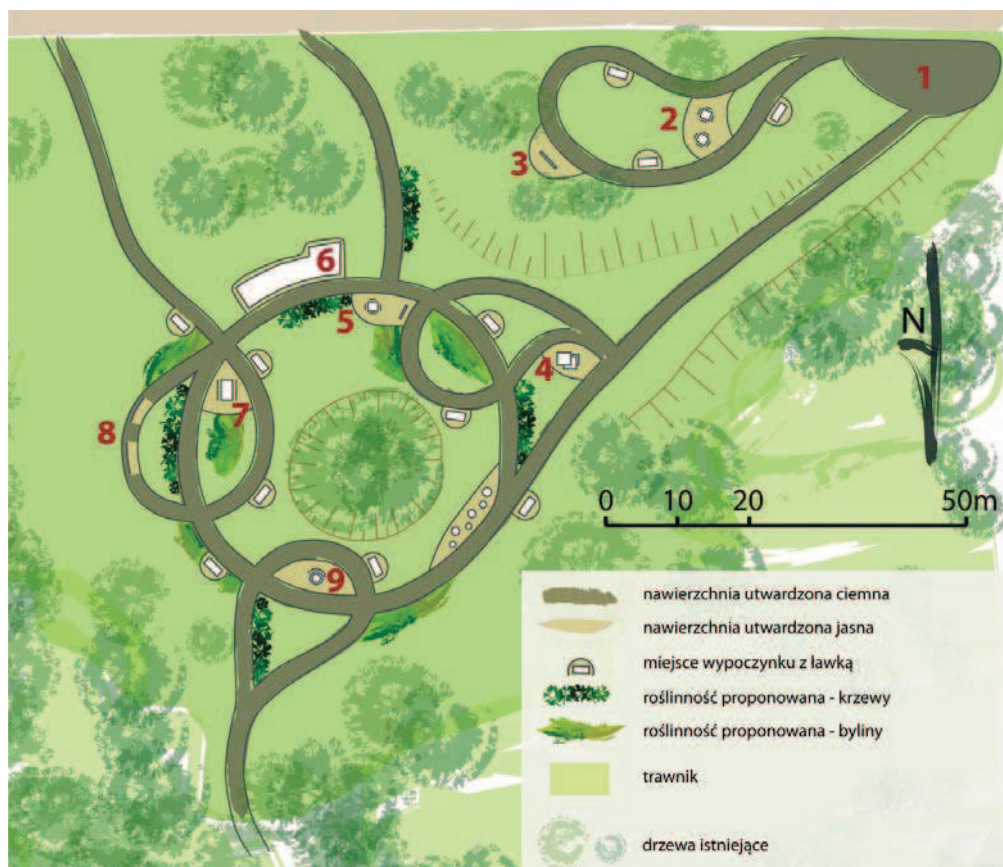 1
2
3
6
5
4
7
8
9
N
0 10 20 50m
nawierzchnia utwardzona ciemna
nawierzchnia utwardzona jasna
miejsce wypoczynku z ławką
roślinność proponowana - krzewy
roślinność proponowana - byliny
trawnik
drzewa istniejące